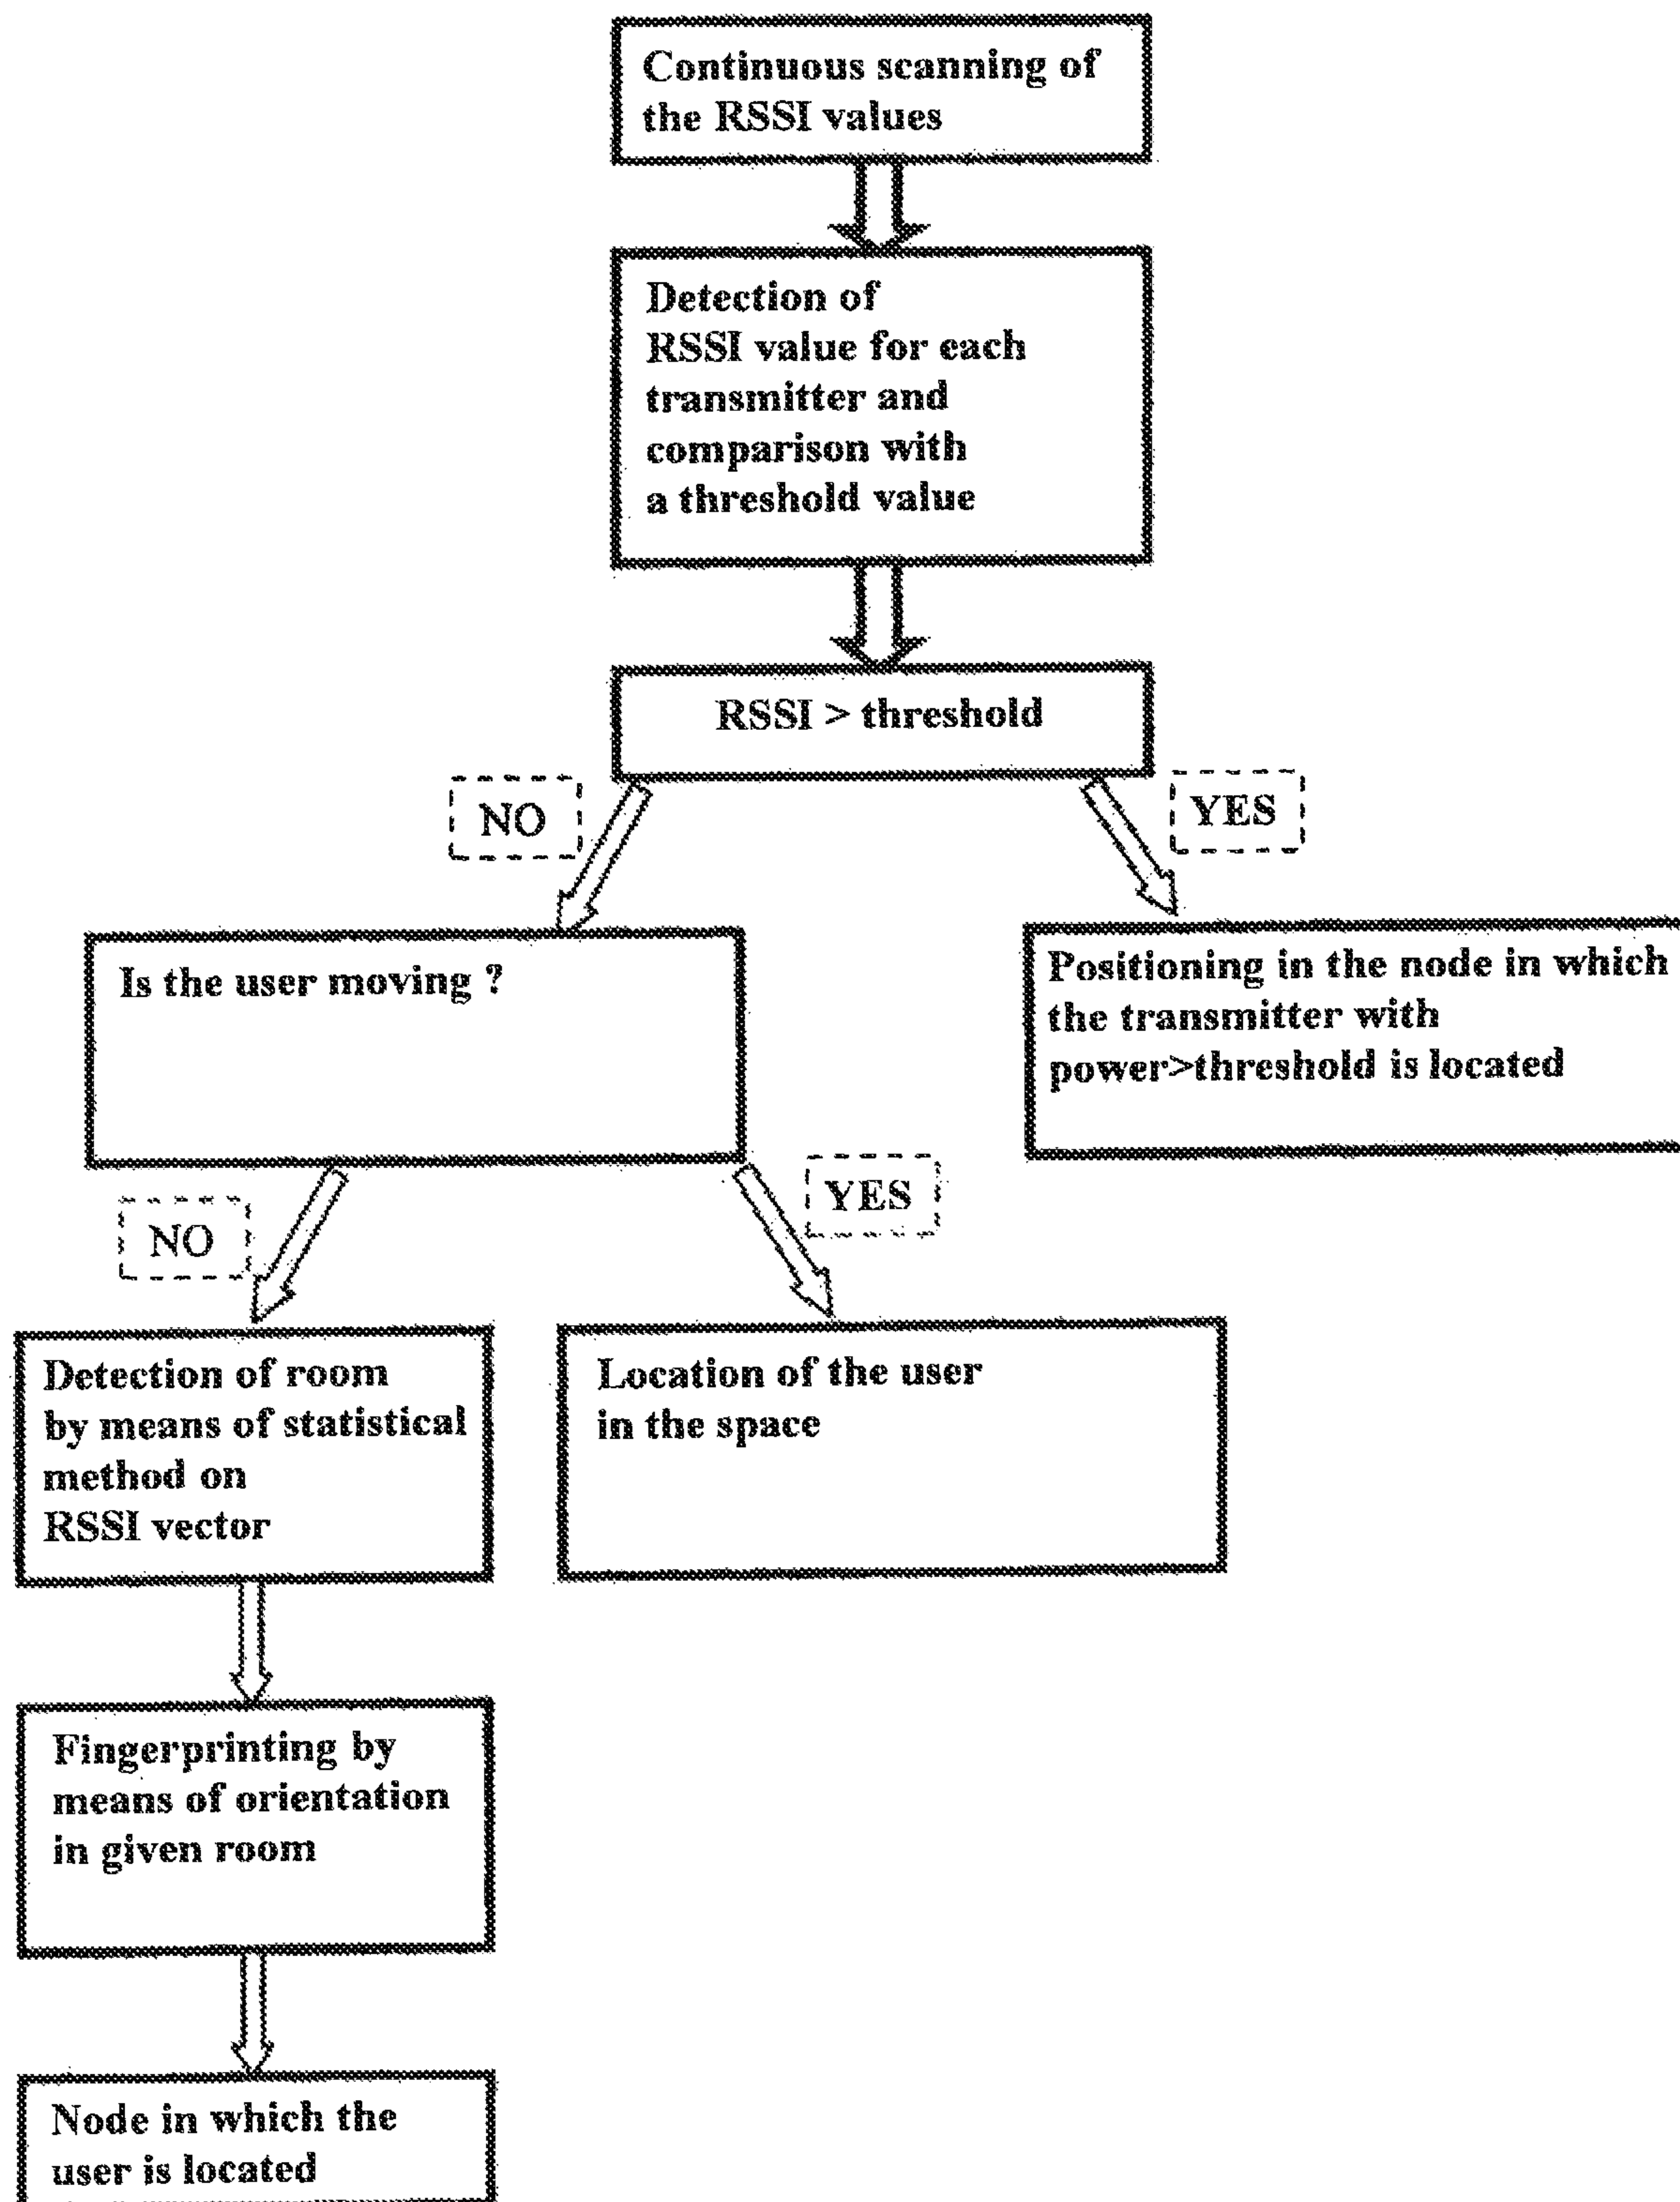 Continuous scanning of
the RSSI values
Detection of
RSSI value for each
transmitter and
comparison with
a threshold value
RSSI > threshold
NO
YES
Is the user moving ?
Positioning in the node in which
the transmitter with
power>threshold is located
NO
YES
Detection of room
by means of statistical
method on
RSSI vector
Location of the user
in the space
Fingerprinting by
means of orientation
in given room
Node in which the
user is located